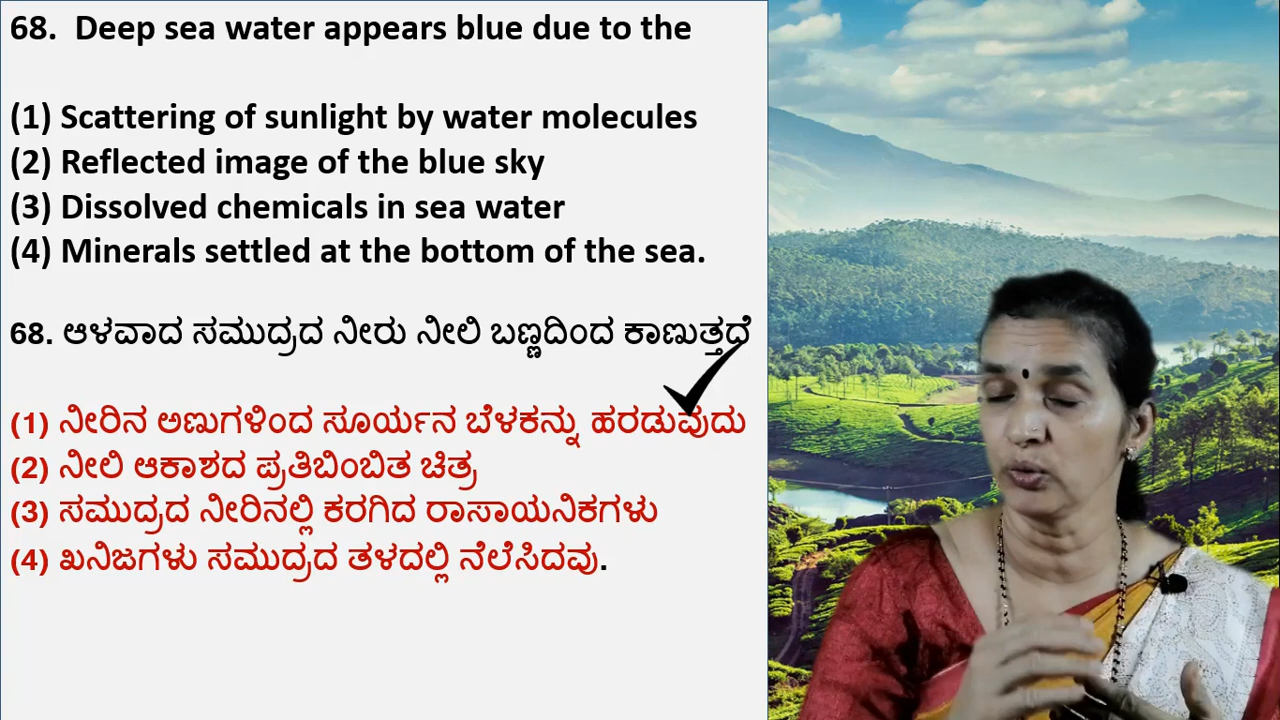 68. Deep sea water appears blue due to the
(1) Scattering of sunlight by water molecules
(2) Reflected image of the blue sky
(3) Dissolved chemicals in sea water
(4) Minerals settled at the bottom of the sea.
68. ಆಳವಾದ ಸಮುದ್ರದ ನೀರು ನೀಲಿ ಬಣ್ಣದಿಂದ ಕಾಣುತ್ತದೆ
(1) ನೀರಿನ ಅಣುಗಳಿಂದ ಸೂರ್ಯನ ಬೆಳಕನ್ನು ಹರಡುವುದು
(2) ನೀಲಿ ಆಕಾಶದ ಪ್ರತಿಬಿಂಬಿತ ಚಿತ್ರ
(3) ಸಮುದ್ರದ ನೀರಿನಲ್ಲಿ ಕರಗಿದ ರಾಸಾಯನಿಕಗಳು
(4) ಖನಿಜಗಳು ಸಮುದ್ರದ ತಳದಲ್ಲಿ ನೆಲೆಸಿದವು.